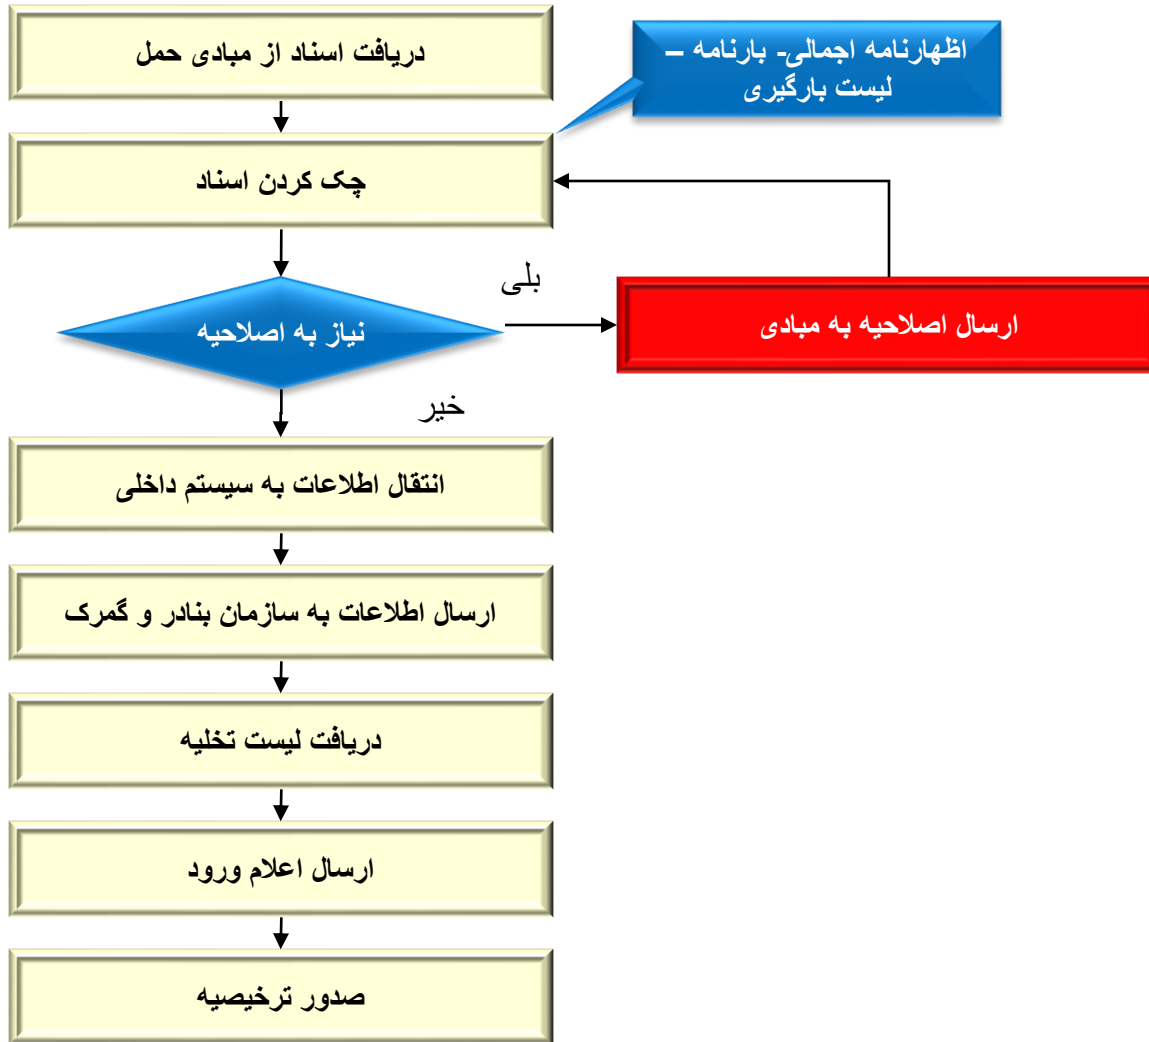 دریافت اسناد از مبادی حمل
اظهارنامه اجمالی- بارنامه –
لیست بارگیری
چک کردن اسناد
نیاز به اصلاحیه
بلی
ارسال اصلاحیه به مبادی
خیر
انتقال اطلاعات به سیستم داخلی
ارسال اطلاعات به سازمان بنادر و گمرک
دریافت لیست تخلیه
ارسال اعلام ورود
صدور ترخیصیه